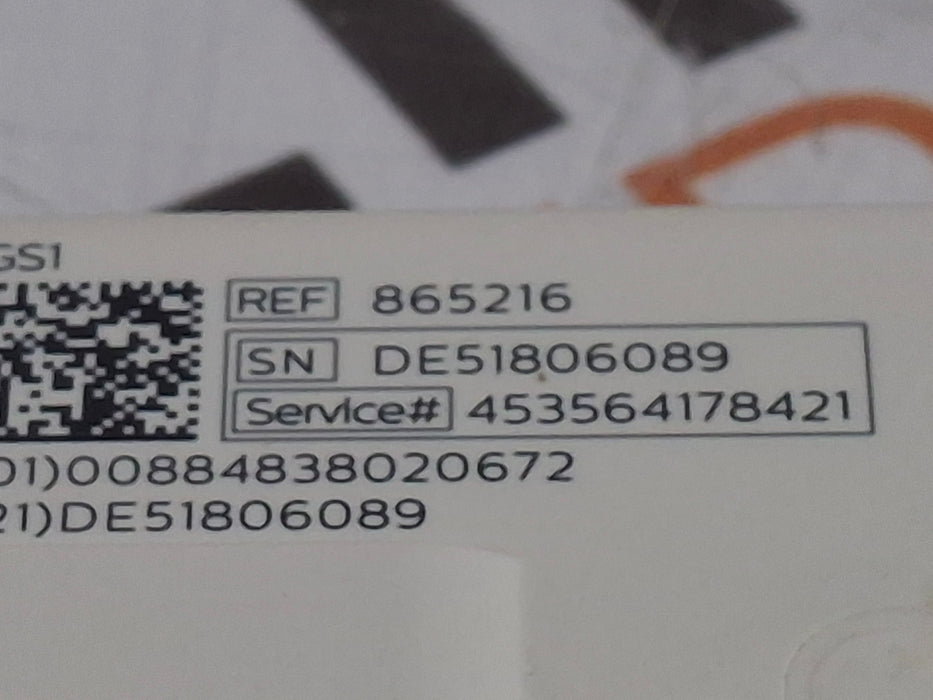 GS1
REF 865216
SN DE51806089
Service# 453564178421
01)00884838020672
21)DE51806089